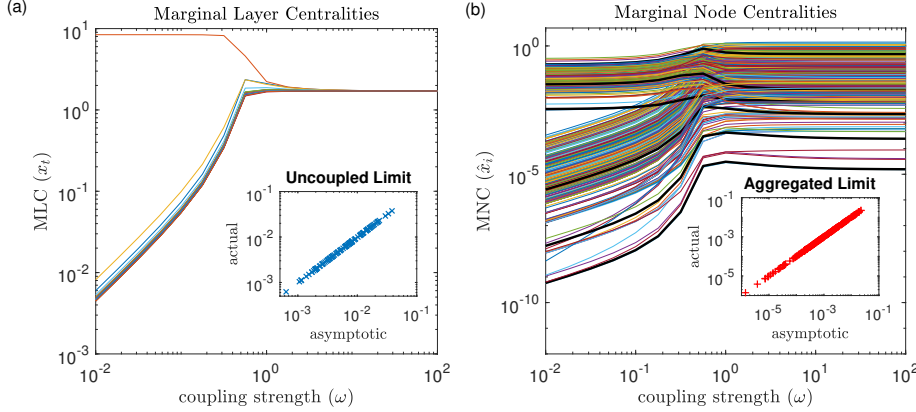 (a)
Marginal Layer Centralities
MLC (x_t)
10^1
10^0
10^-1
10^-2
10^-3
10^-2
10^-1
10^0
10^1
10^2
coupling strength (ω)
Uncoupled Limit
actual
10^-1
10^-2
10^-3
10^-3
10^-2
10^-1
asymptotic
(b)
Marginal Node Centralities
MNC (x̂_i)
10^0
10^-5
10^-10
10^-2
10^-1
10^0
10^1
10^2
coupling strength (ω)
Aggregated Limit
actual
10^-1
10^-3
10^-5
10^-5
10^-3
10^-1
asymptotic